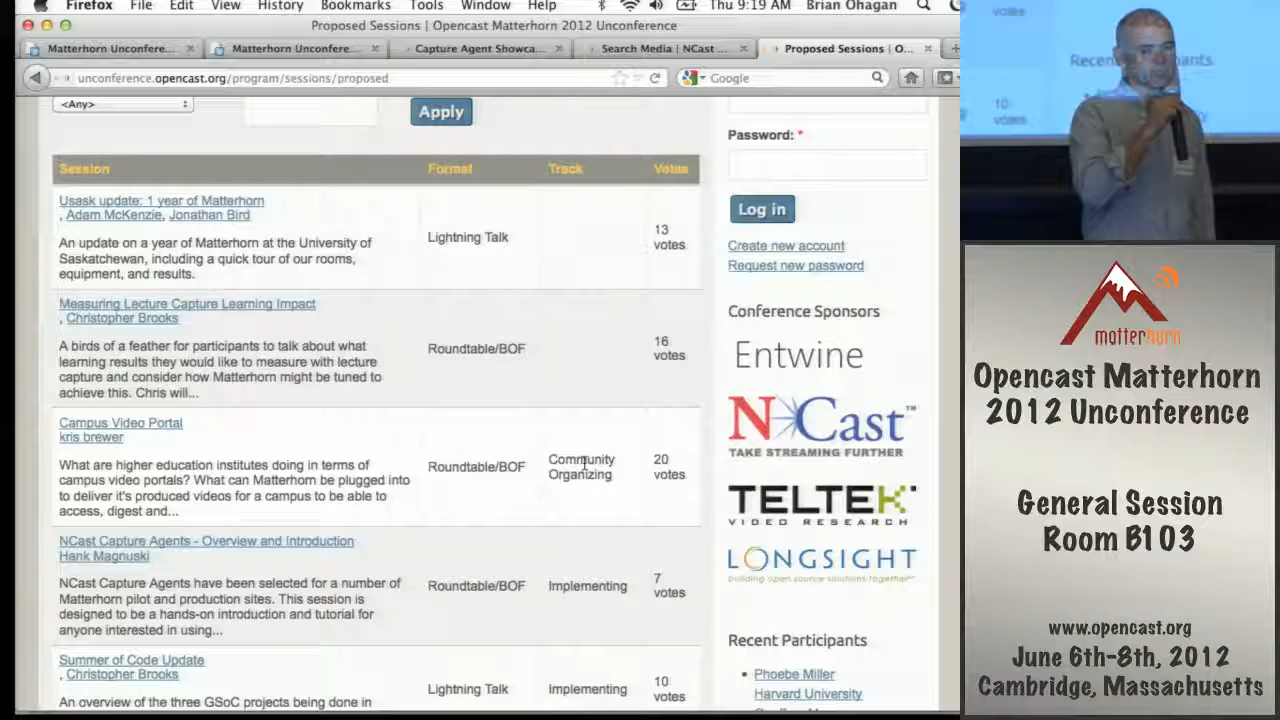 Firefox File Edit View History Bookmarks Tools Window Help Thu 9:19 AM Brian Ohagan
Proposed Sessions | Opencast Matterhorn 2012 Unconference
Matterhorn Unconfere... Matterhorn Unconfere... Capture Agent Showca... Search Media | NCast ... Proposed Sessions | O...
unconference.opencast.org/program/sessions/proposed Google
<Any> Apply
Password: *
Session Format Track Votes
Usask update: 1 year of Matterhorn
, Adam McKenzie, Jonathan Bird
An update on a year of Matterhorn at the University of
Saskatchewan, including a quick tour of our rooms,
equipment, and results.
Lightning Talk
13
votes
Measuring Lecture Capture Learning Impact
, Christopher Brooks
A birds of a feather for participants to talk about what
learning results they would like to measure with lecture
capture and consider how Matterhorn might be tuned to
achieve this. Chris will...
Roundtable/BOF
16
votes
Campus Video Portal
kris brewer
What are higher education institutes doing in terms of
campus video portals? What can Matterhorn be plugged into
to deliver it's produced videos for a campus to be able to
access, digest and...
Roundtable/BOF
Community
Organizing
20
votes
NCast Capture Agents - Overview and Introduction
Hank Magnuski
NCast Capture Agents have been selected for a number of
Matterhorn pilot and production sites. This session is
designed to be a hands-on introduction and tutorial for
anyone interested in using...
Roundtable/BOF
Implementing
7
votes
Summer of Code Update
, Christopher Brooks
An overview of the three GSoC projects being done in
Lightning Talk
Implementing
10
votes
Log in
Create new account
Request new password
Conference Sponsors
Entwine
NCast™
TAKE STREAMING FURTHER
TELTEK
VIDEO RESEARCH
LONGSIGHT
building open source solutions together
Recent Participants
• Phoebe Miller
Harvard University
votes
10
votes
matterhorn
Opencast Matterhorn
2012 Unconference
General Session
Room B103
www.opencast.org
June 6th-8th, 2012
Cambridge, Massachusetts